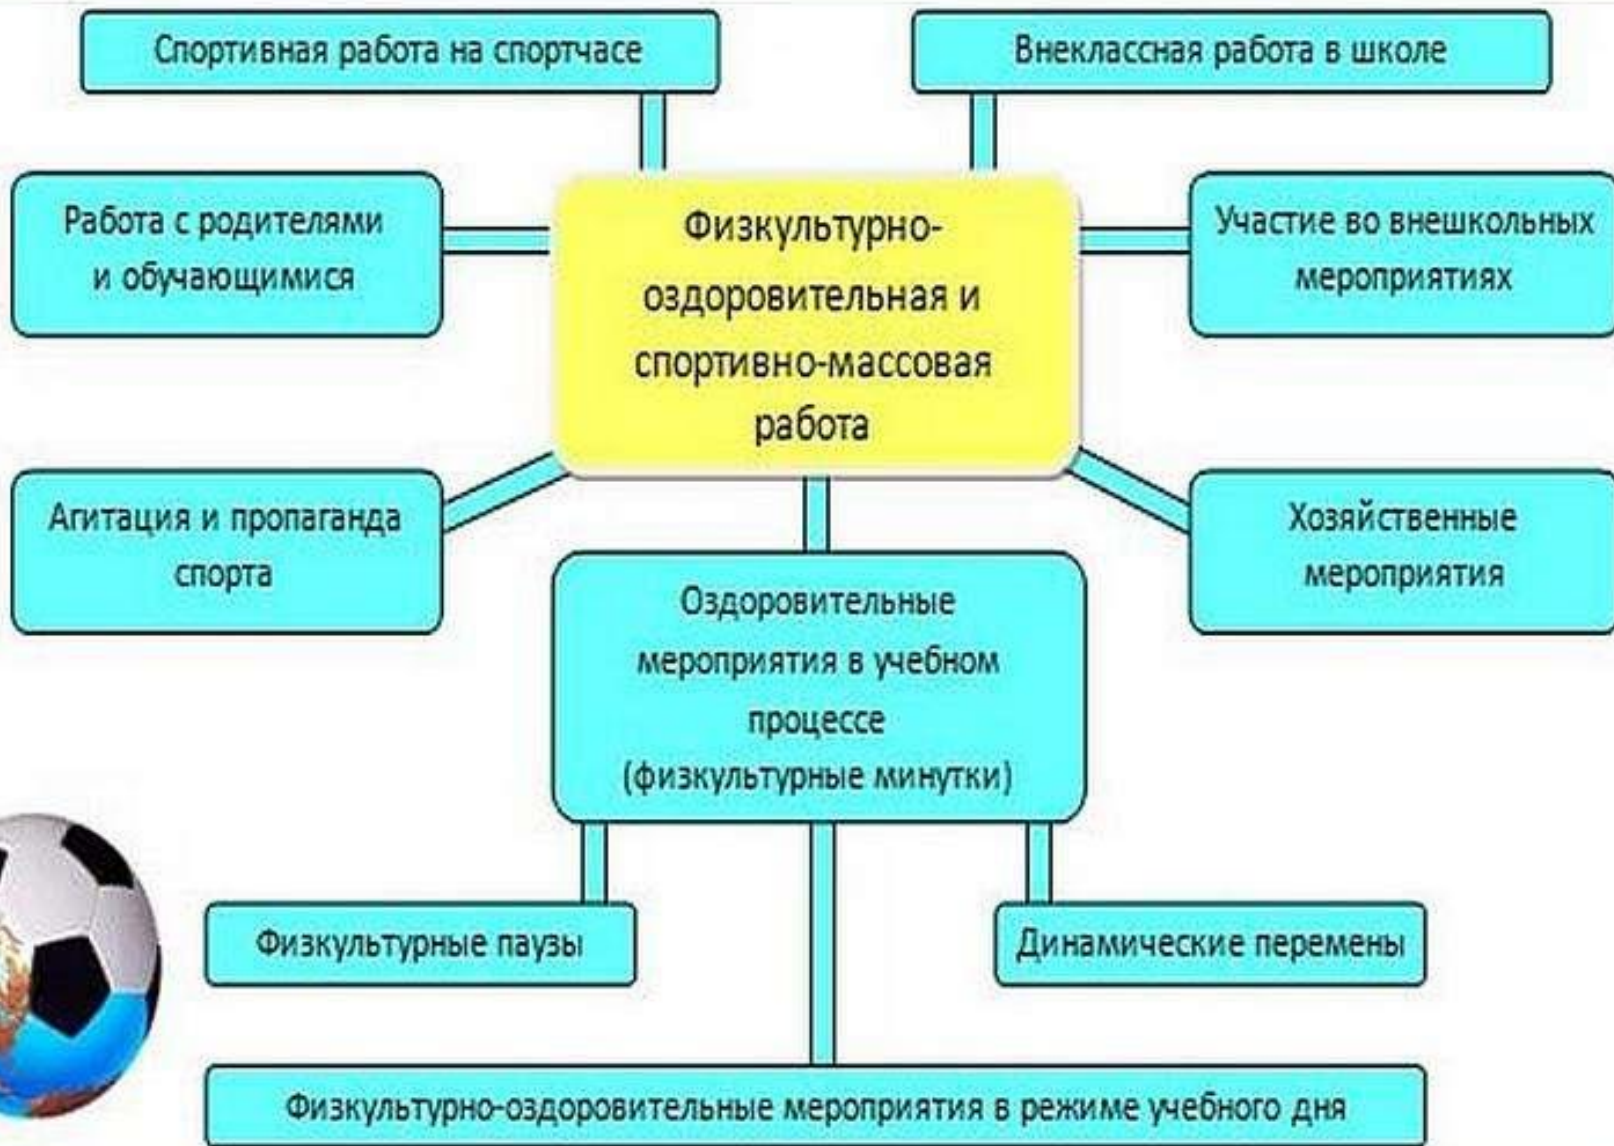 Спортивная работа на спортчасе
Внеклассная работа в школе
Работа с родителями
и обучающимися
Физкультурно-
оздоровительная и
спортивно-массовая
работа
Участие во внешкольных
мероприятиях
Агитация и пропаганда
спорта
Хозяйственные
мероприятия
Оздоровительные
мероприятия в учебном
процессе
(физкультурные минутки)
Физкультурные паузы
Динамические перемены
Физкультурно-оздоровительные мероприятия в режиме учебного дня